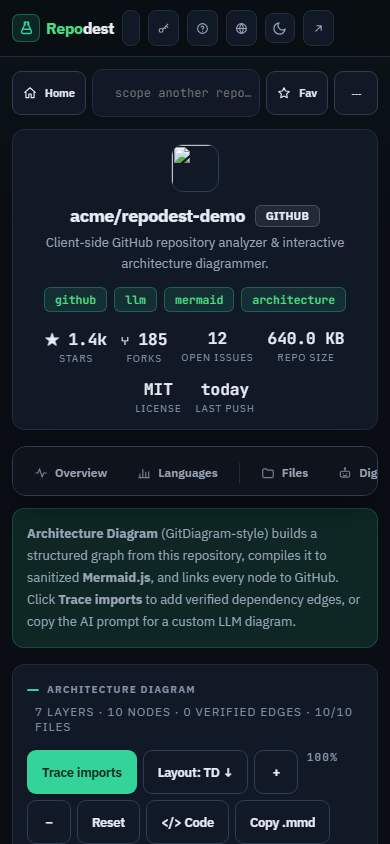 Repodest
Home
scope another repo…
Fav
acme/repodest-demo GITHUB
Client-side GitHub repository analyzer & interactive
architecture diagrammer.
github llm mermaid architecture
★ 1.4k 185 12 640.0 KB
STARS FORKS OPEN ISSUES REPO SIZE
MIT today
LICENSE LAST PUSH
Overview Languages Files Dig
Architecture Diagram (GitDiagram-style) builds a
structured graph from this repository, compiles it to
sanitized Mermaid.js, and links every node to GitHub.
Click Trace imports to add verified dependency edges, or
copy the AI prompt for a custom LLM diagram.
ARCHITECTURE DIAGRAM
7 LAYERS · 10 NODES · 0 VERIFIED EDGES · 10/10
FILES
Trace imports Layout: TD ↓ + 100%
− Reset </> Code Copy .mmd